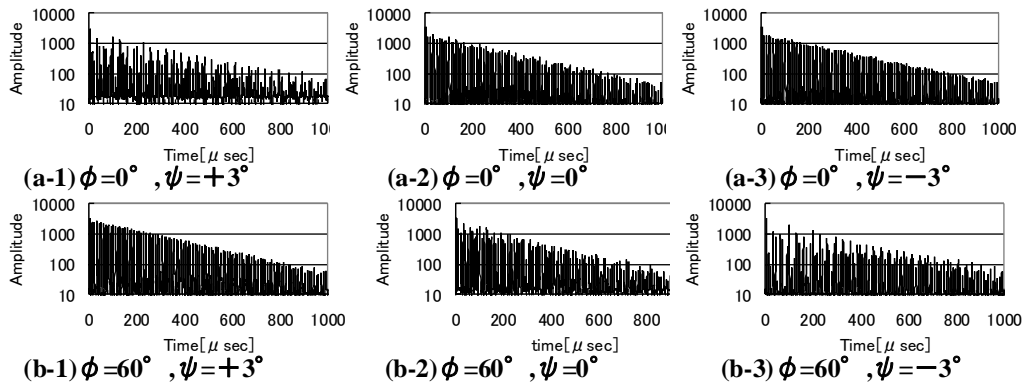 Amplitude
10000
1000
100
10
0 200 400 600 800 10
Time[μ sec]
(a-1) ϕ=0° ,ψ=+3°
Amplitude
10000
1000
100
10
0 200 400 600 800 10
Time[μ sec]
(a-2) ϕ=0° ,ψ=0°
Amplitude
10000
1000
100
10
0 200 400 600 800 1000
Time[μ sec]
(a-3) ϕ=0° ,ψ=−3°
Amplitude
10000
1000
100
10
0 200 400 600 800 1000
Time[μ sec]
(b-1) ϕ=60° ,ψ=+3°
Amplitude
10000
1000
100
10
0 200 400 600 800
time[μ sec]
(b-2) ϕ=60° ,ψ=0°
Amplitude
10000
1000
100
10
0 200 400 600 800 1000
Time[μ sec]
(b-3) ϕ=60° ,ψ=−3°